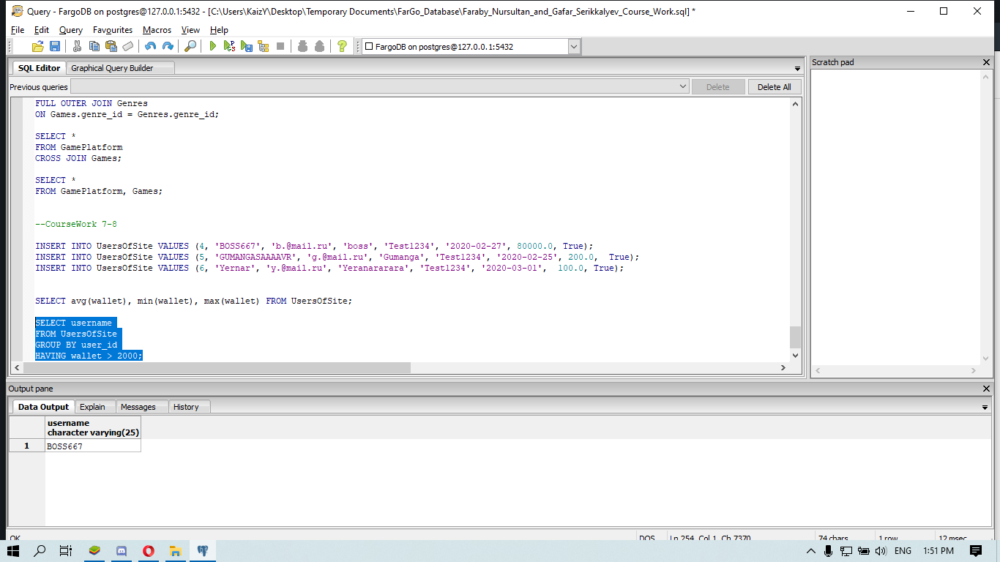 Query - FargoDB on postgres@127.0.0.1:5432 - [C:\Users\KaizY\Desktop\Temporary Documents\FarGo_Database\Faraby_Nursultan_and_Gafar_Serikkalyev_Course_Work.sql] *
File Edit Query Favourites Macros View Help
FargoDB on postgres@127.0.0.1:5432
SQL Editor Graphical Query Builder
Scratch pad
Previous queries Delete Delete All
FULL OUTER JOIN Genres
ON Games.genre_id = Genres.genre_id;
SELECT *
FROM GamePlatform
CROSS JOIN Games;
SELECT *
FROM GamePlatform, Games;
--CourseWork 7-8
INSERT INTO UsersOfSite VALUES (4, 'BOSS667', 'b.@mail.ru', 'boss', 'Test1234', '2020-02-27', 80000.0, True);
INSERT INTO UsersOfSite VALUES (5, 'GUMANGASAAAAVR', 'g.@mail.ru', 'Gumanga', 'Test1234', '2020-02-25', 200.0,  True);
INSERT INTO UsersOfSite VALUES (6, 'Yernar', 'y.@mail.ru', 'Yeranararara', 'Test1234', '2020-03-01',  100.0, True);
SELECT avg(wallet), min(wallet), max(wallet) FROM UsersOfSite;
SELECT username
FROM UsersOfSite
GROUP BY user_id
HAVING wallet > 2000;
Output pane
Data Output Explain Messages History
username
character varying(25)
1 BOSS667
OK DOS Ln 254, Col 1, Ch 7370 74 chars 1 row 12 msec
ENG 1:51 PM